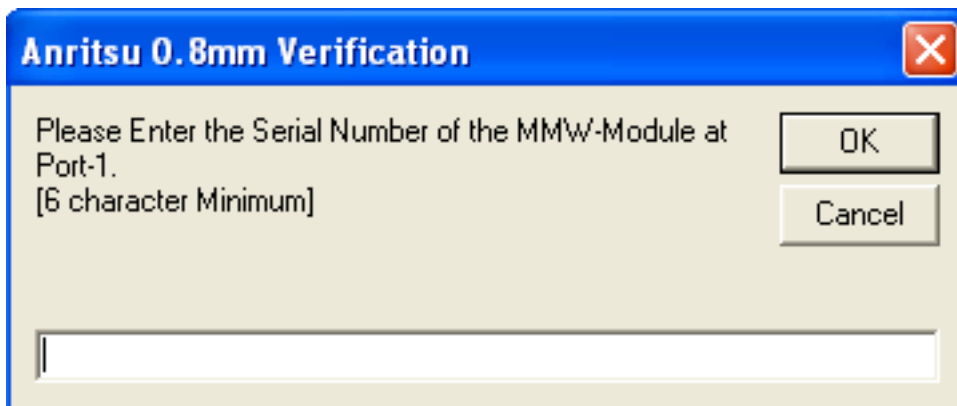 Anritsu 0.8mm Verification
Please Enter the Serial Number of the MMW-Module at
Port-1.
[6 character Minimum]
OK
Cancel